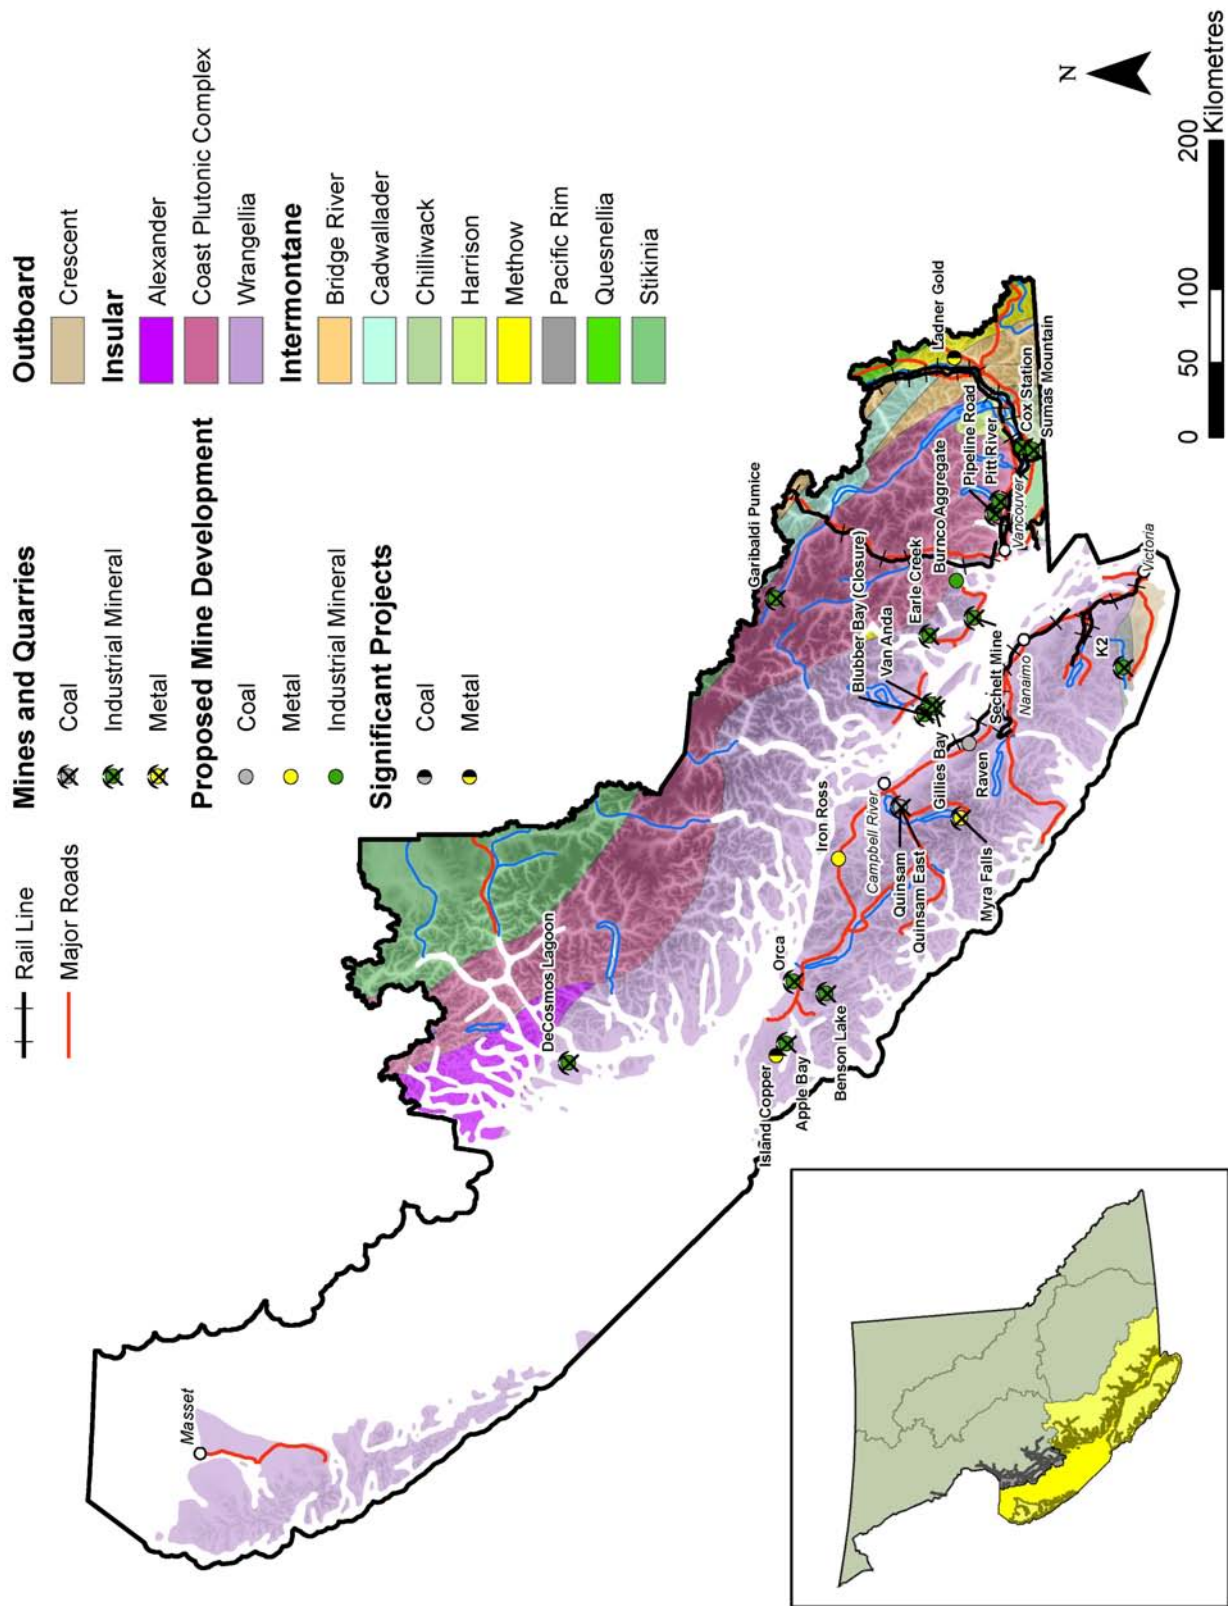 Rail Line
Major Roads
Mines and Quarries
Coal
Industrial Mineral
Metal
Proposed Mine Development
Coal
Metal
Industrial Mineral
Significant Projects
Coal
Metal
Outboard
Crescent
Insular
Alexander
Coast Plutonic Complex
Wrangellia
Intermontane
Bridge River
Cadwallader
Chilliwack
Harrison
Methow
Pacific Rim
Quesnellia
Stikinia
Masset
DeCosmos Lagoon
Island Copper
Apple Bay
Benson Lake
Orca
Iron Ross
Campbell River
Quinsam
Quinsam East
Myra Falls
Gillies Bay
Raven
Blubber Bay (Closure)
Van Anda
Earle Creek
Sechelt Mine
Nanaimo
Garibaldi Pumice
Burnco Aggregate
Pipeline Road
Pitt River
Vancouver
Ladner Gold
Cox Station
Sumas Mountain
K2
Victoria
N
0 50 100 200
Kilometres